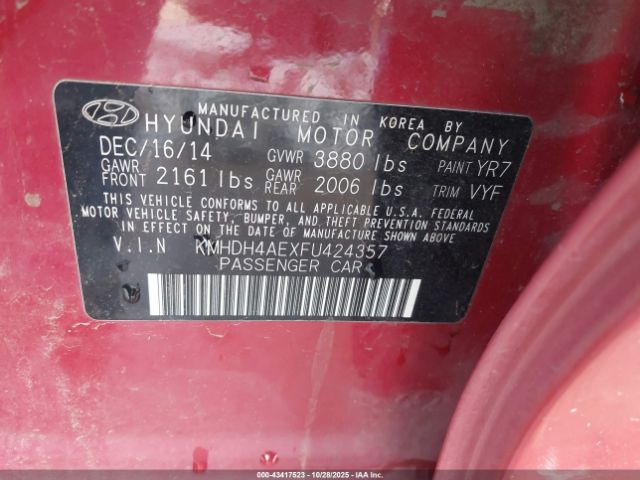 MANUFACTURED IN KOREA BY
HYUNDAI MOTOR COMPANY
DEC/16/14 GVWR 3880 lbs PAINT YR7
GAWR FRONT 2161 lbs GAWR REAR 2006 lbs TRIM VYF
THIS VEHICLE CONFORMS TO ALL APPLICABLE U.S.A. FEDERAL
MOTOR VEHICLE SAFETY, BUMPER, AND THEFT PREVENTION STANDARDS
IN EFFECT ON THE DATE OF MANUFACTURE SHOWN ABOVE.
V.I.N KMHDH4AEXFU424357
PASSENGER CAR
000-43417523 | 10/28/2025 | IAAI.com